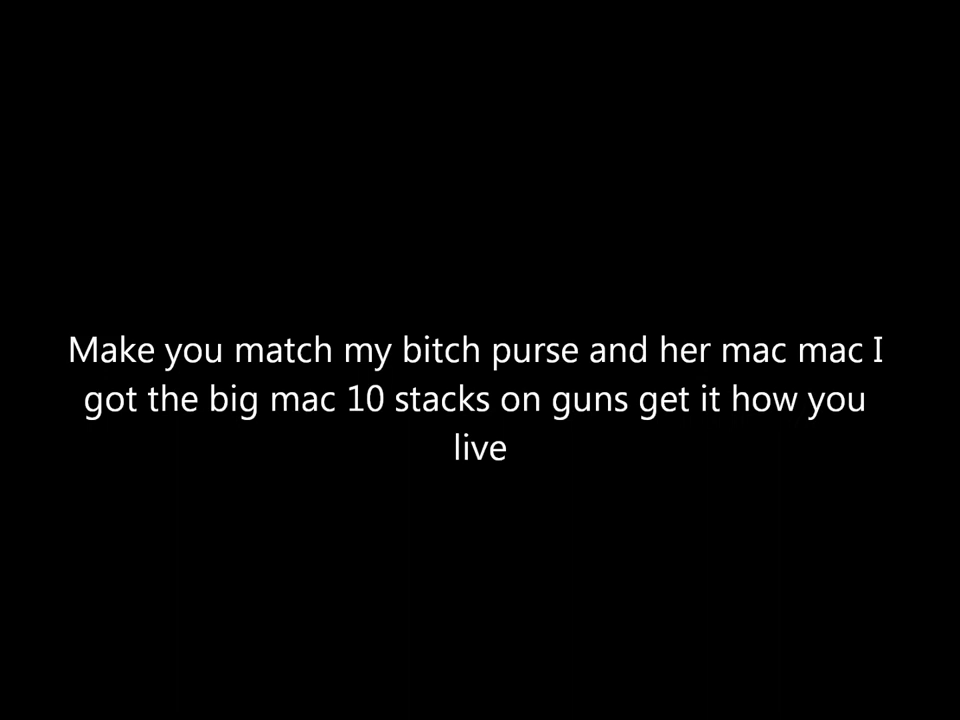 Make you match my bitch purse and her mac mac I
got the big mac 10 stacks on guns get it how you
live